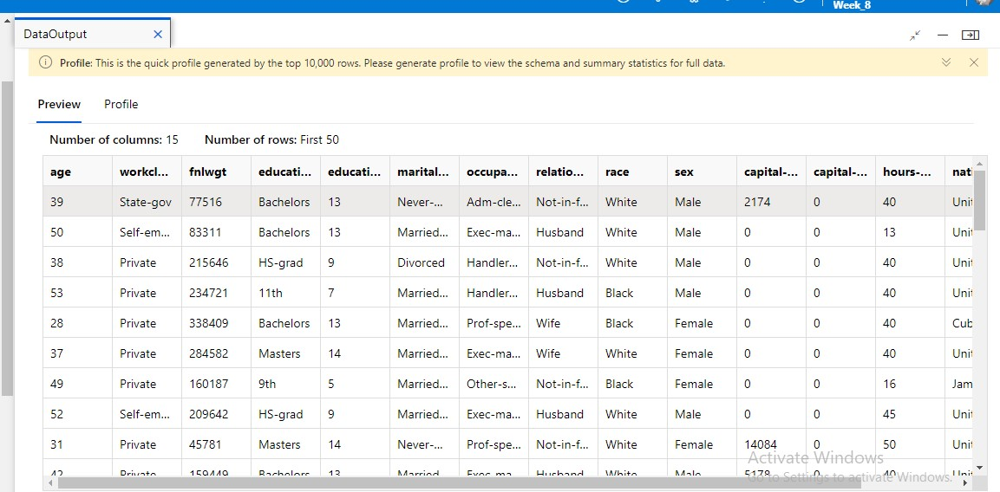 Week_8
DataOutput
Profile: This is the quick profile generated by the top 10,000 rows. Please generate profile to view the schema and summary statistics for full data.
Preview Profile
Number of columns: 15 Number of rows: First 50
age workcl... fnlwgt educati... educati... marital... occupa... relatio... race sex capital-... capital-... hours-... nati
39 State-gov 77516 Bachelors 13 Never-... Adm-cle... Not-in-f... White Male 2174 0 40 Unit
50 Self-em... 83311 Bachelors 13 Married... Exec-ma... Husband White Male 0 0 13 Unit
38 Private 215646 HS-grad 9 Divorced Handler... Not-in-f... White Male 0 0 40 Unit
53 Private 234721 11th 7 Married... Handler... Husband Black Male 0 0 40 Unit
28 Private 338409 Bachelors 13 Married... Prof-spe... Wife Black Female 0 0 40 Cub
37 Private 284582 Masters 14 Married... Exec-ma... Wife White Female 0 0 40 Unit
49 Private 160187 9th 5 Married... Other-s... Not-in-f... Black Female 0 0 16 Jam
52 Self-em... 209642 HS-grad 9 Married... Exec-ma... Husband White Male 0 0 45 Unit
31 Private 45781 Masters 14 Never-... Prof-spe... Not-in-f... White Female 14084 0 50 Unit
Activate Windows
42 Private 159449 Bachelors 13 Married... Exec-ma... Husband White Male 5178 0 40 Unit
Go to Settings to activate Windows.